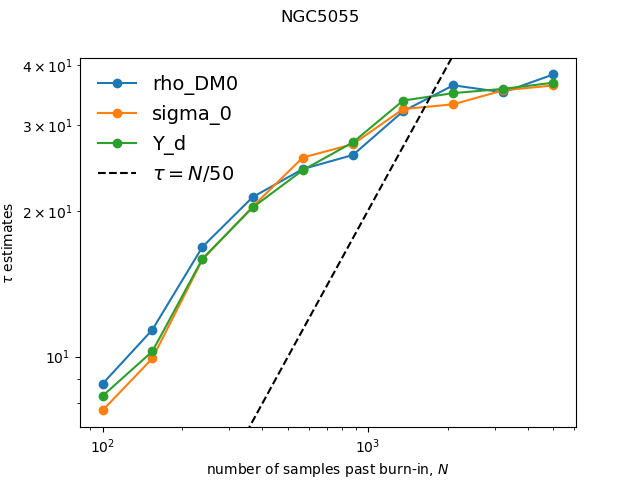 NGC5055
4 × 10¹
3 × 10¹
2 × 10¹
10¹
τ estimates
rho_DM0
sigma_0
Y_d
τ = N/50
10²
10³
number of samples past burn-in, N